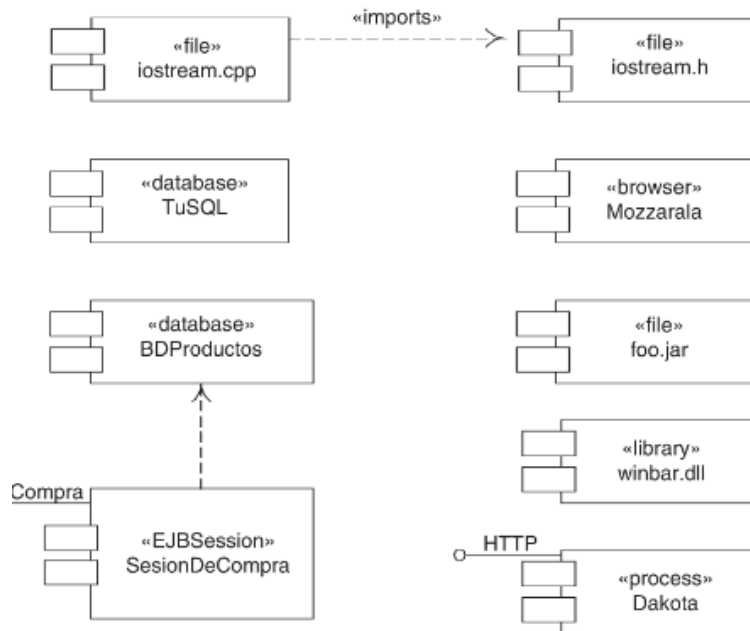 «imports»
«file»
iostream.cpp
«file»
iostream.h
«database»
TuSQL
«browser»
Mozzarala
«database»
BDProductos
«file»
foo.jar
«library»
winbar.dll
Compra
«EJBSession»
SesionDeCompra
HTTP
«process»
Dakota